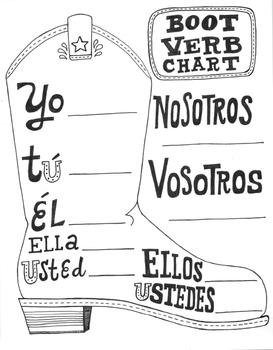 BOOT
VERB
CHART
Yo
NOSOTROS
tú
VOSOTROS
ÉL
ELLA
Usted
ELLOS
USTEDES